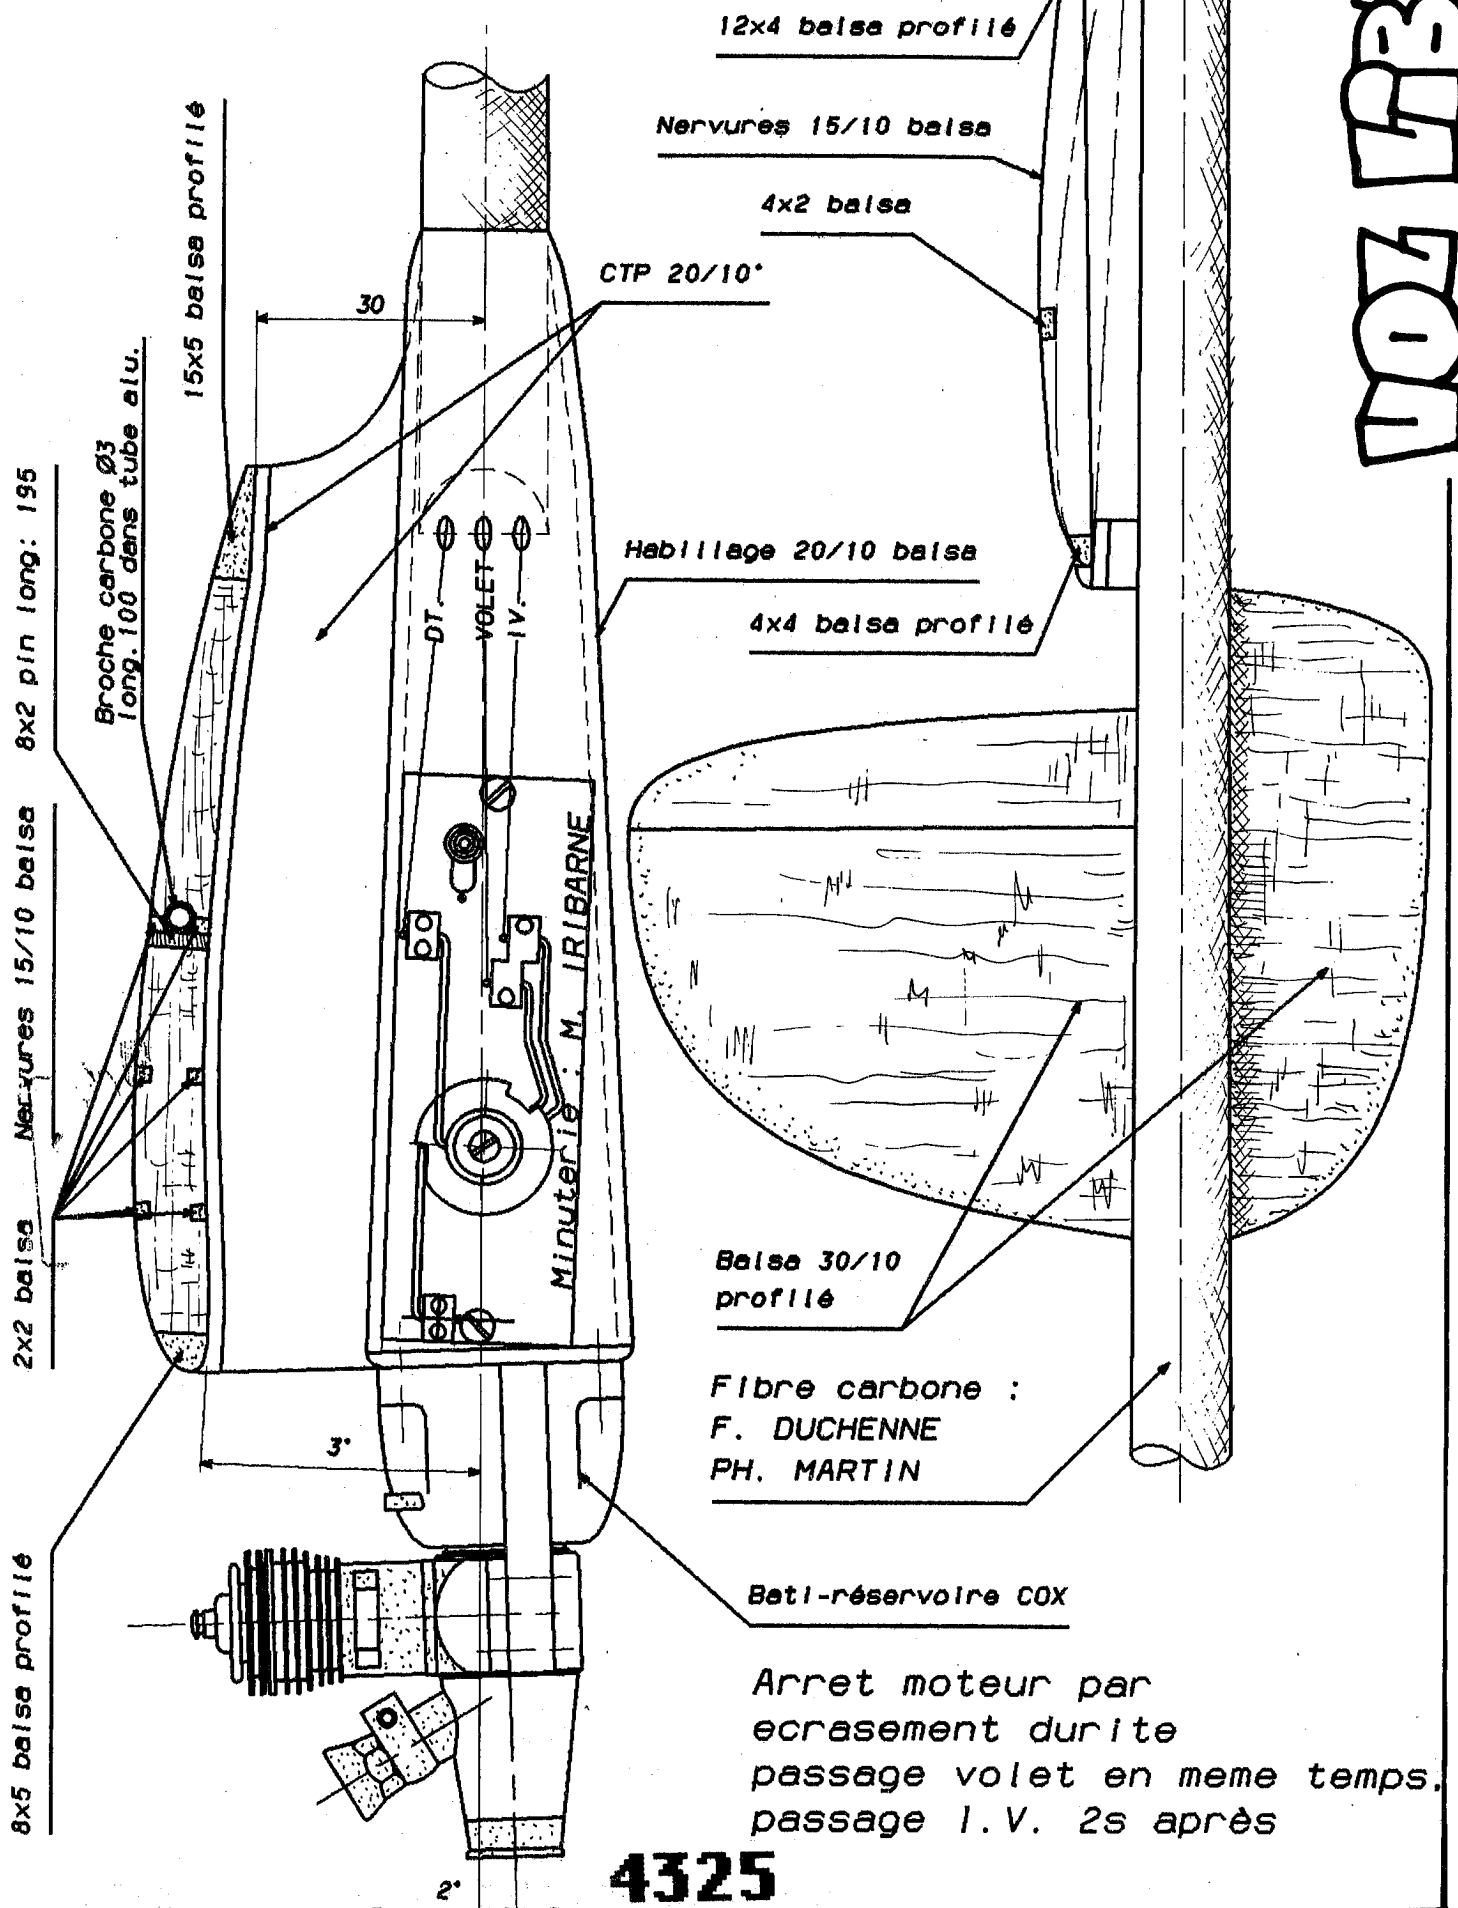 12x4 balsa profilé
Nervures 15/10 balsa
4x2 balsa
CTP 20/10°
30
15x5 balsa profilé
Broche carbone Ø3
long. 100 dans tube alu.
8x2 pin long: 195
Nervures 15/10 balsa
2x2 balsa
8x5 balsa profilé
Habillage 20/10 balsa
4x4 balsa profilé
DT.
VOLET
IV.
Minuterie : M. IRIBARNE
Balsa 30/10
profilé
Fibre carbone :
F. DUCHENNE
PH. MARTIN
3°
Bati-réservoire COX
Arret moteur par
ecrasement durite
passage volet en meme temps.
passage I.V. 2s après
2°
4325
VOL